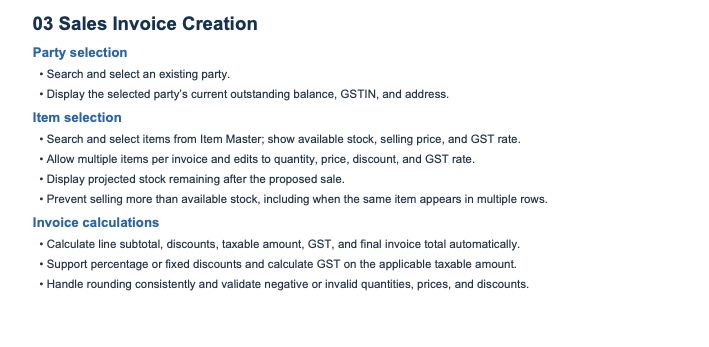 03 Sales Invoice Creation
Party selection
• Search and select an existing party.
• Display the selected party's current outstanding balance, GSTIN, and address.
Item selection
• Search and select items from Item Master; show available stock, selling price, and GST rate.
• Allow multiple items per invoice and edits to quantity, price, discount, and GST rate.
• Display projected stock remaining after the proposed sale.
• Prevent selling more than available stock, including when the same item appears in multiple rows.
Invoice calculations
• Calculate line subtotal, discounts, taxable amount, GST, and final invoice total automatically.
• Support percentage or fixed discounts and calculate GST on the applicable taxable amount.
• Handle rounding consistently and validate negative or invalid quantities, prices, and discounts.